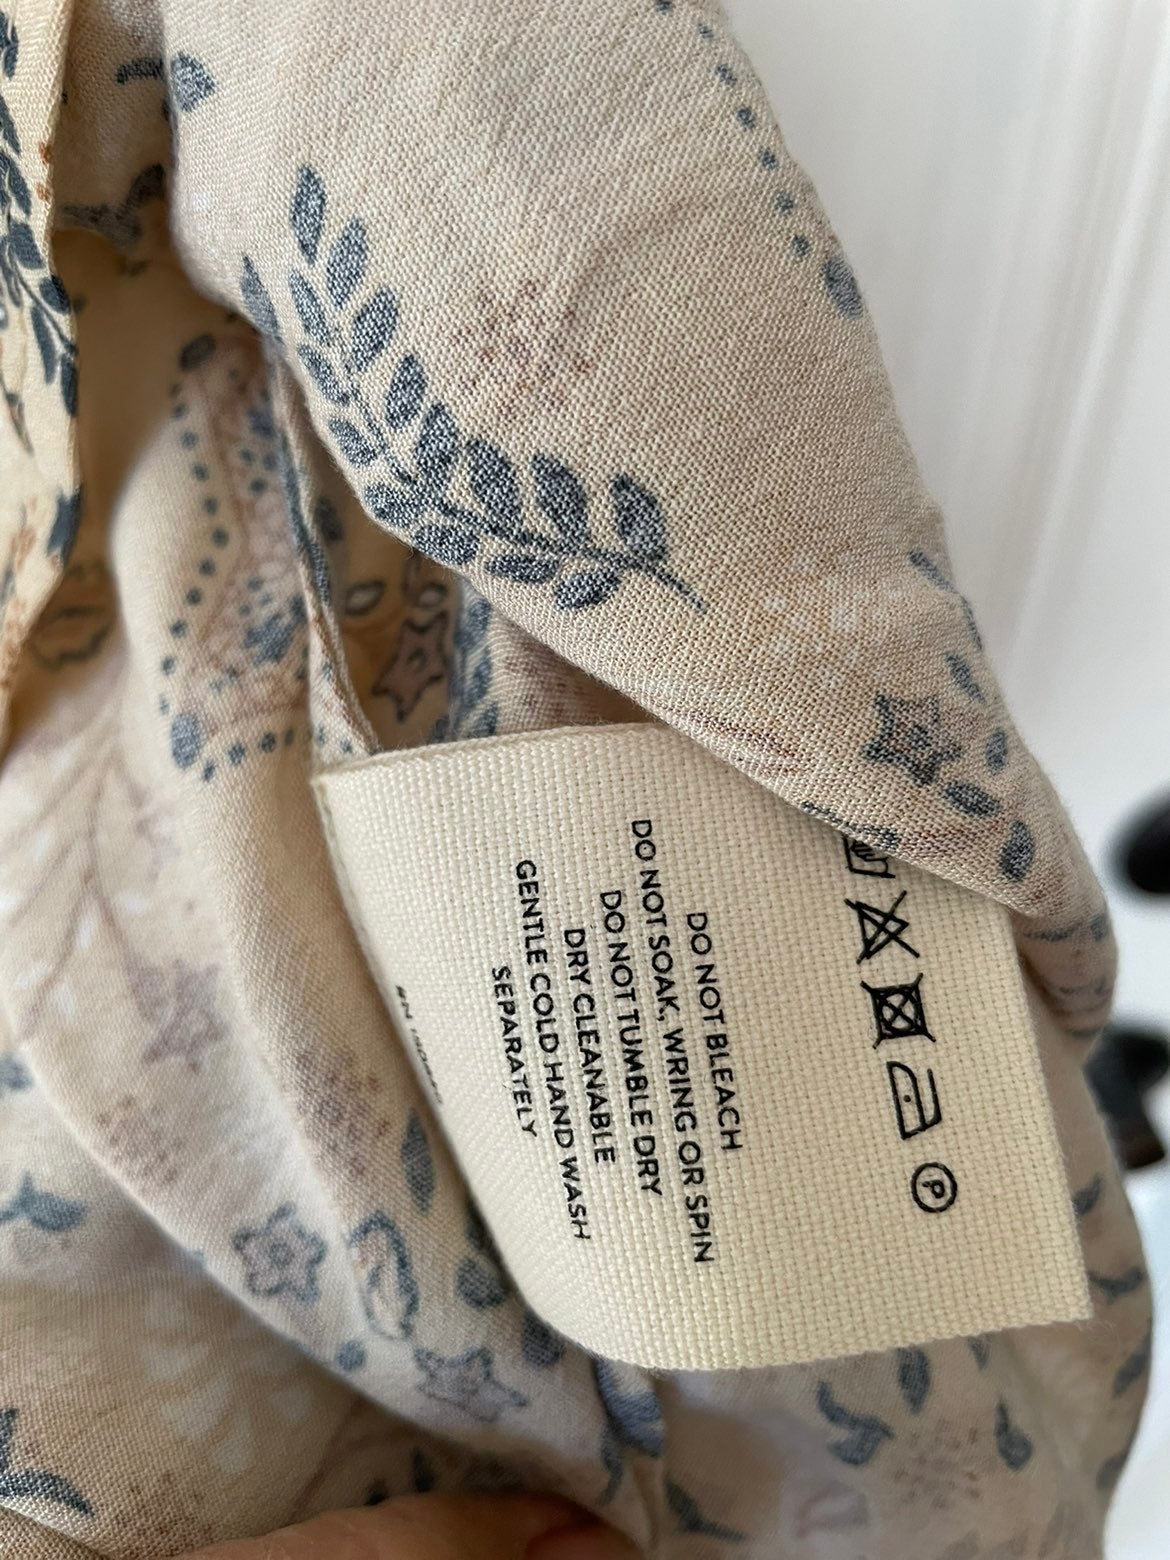 P
DO NOT BLEACH
DO NOT SOAK, WRING OR SPIN
DO NOT TUMBLE DRY
DRY CLEANABLE
GENTLE COLD HAND WASH
SEPARATELY